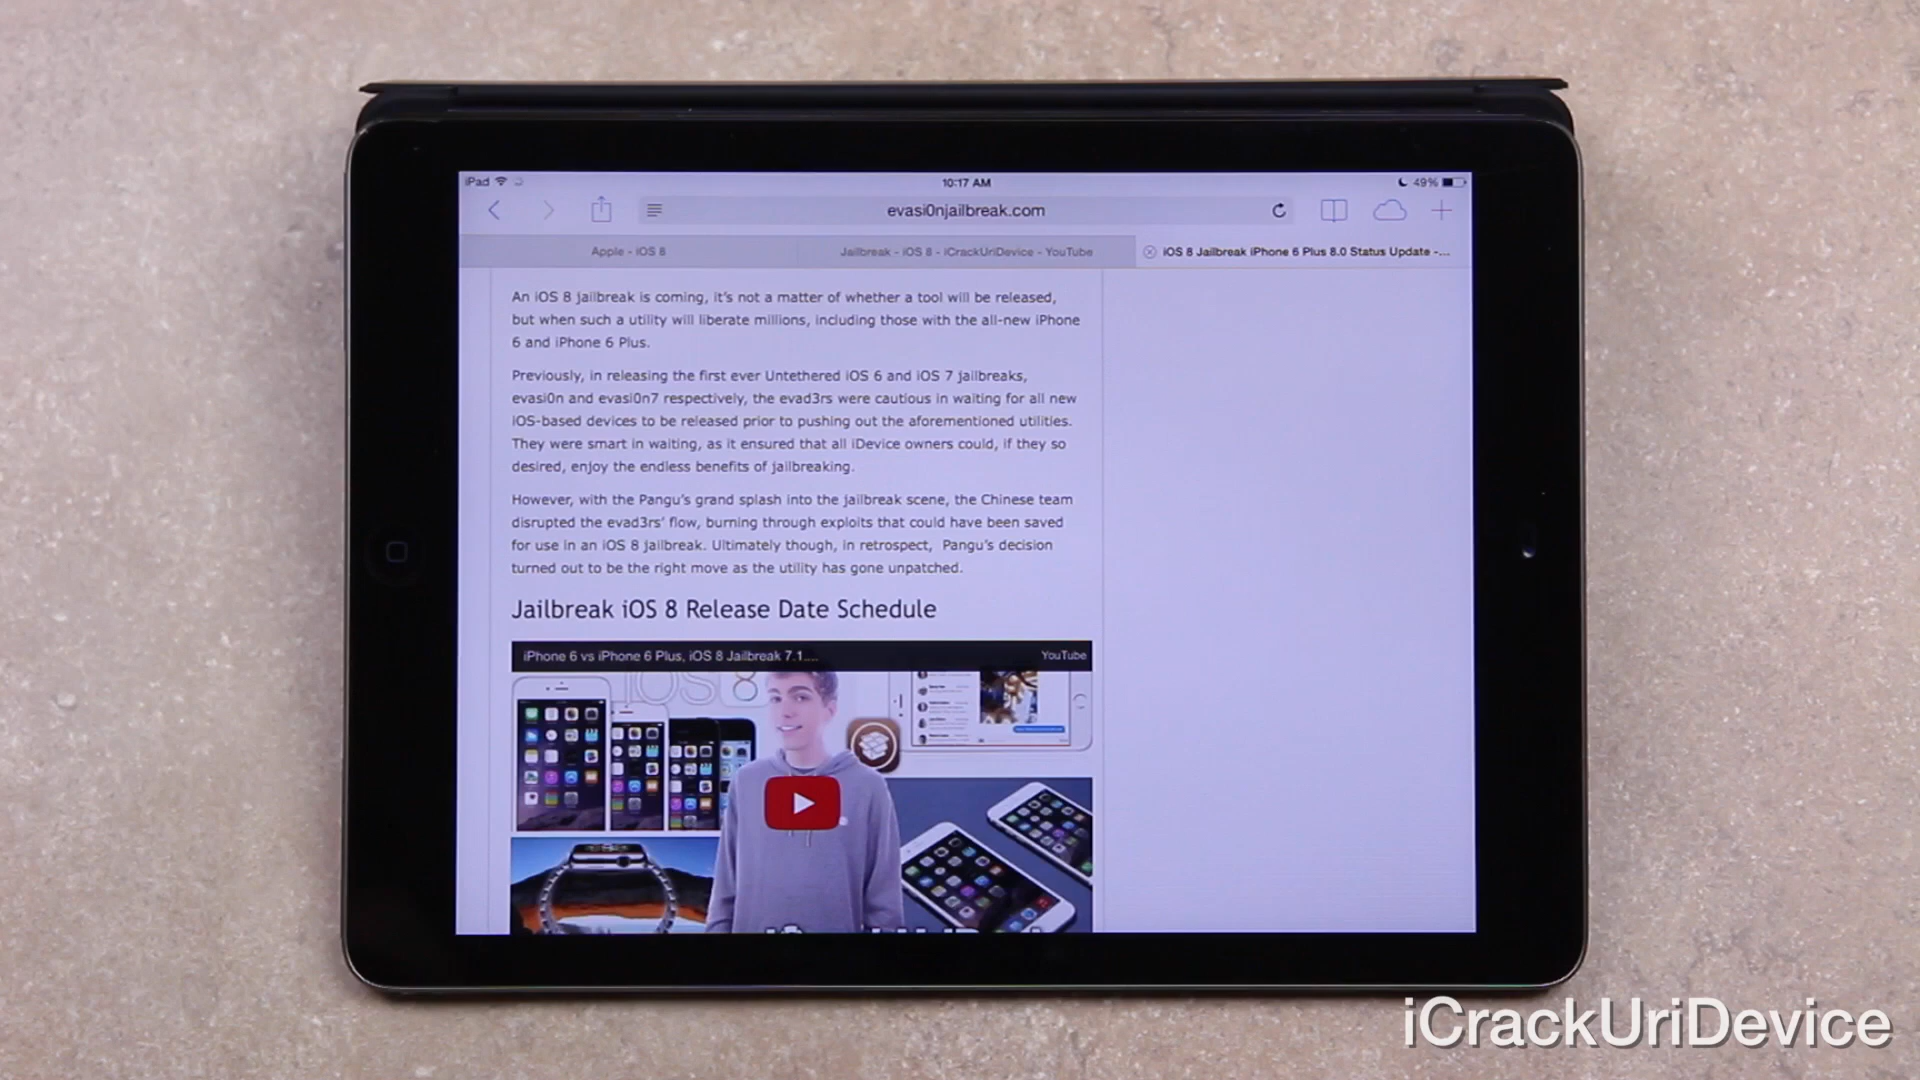 iPad
10:17 AM
49%
evasi0njailbreak.com
Apple - iOS 8
Jailbreak - iOS 8 - iCrackUriDevice - YouTube
iOS 8 Jailbreak iPhone 6 Plus 8.0 Status Update -...
An iOS 8 jailbreak is coming, it's not a matter of whether a tool will be released,
but when such a utility will liberate millions, including those with the all-new iPhone
6 and iPhone 6 Plus.
Previously, in releasing the first ever Untethered iOS 6 and iOS 7 jailbreaks,
evasi0n and evasi0n7 respectively, the evad3rs were cautious in waiting for all new
iOS-based devices to be released prior to pushing out the aforementioned utilities.
They were smart in waiting, as it ensured that all iDevice owners could, if they so
desired, enjoy the endless benefits of jailbreaking.
However, with the Pangu's grand splash into the jailbreak scene, the Chinese team
disrupted the evad3rs' flow, burning through exploits that could have been saved
for use in an iOS 8 jailbreak. Ultimately though, in retrospect,  Pangu's decision
turned out to be the right move as the utility has gone unpatched.
Jailbreak iOS 8 Release Date Schedule
iPhone 6 vs iPhone 6 Plus, iOS 8 Jailbreak 7.1....
YouTube
iOS 8
iCrackUriDevice